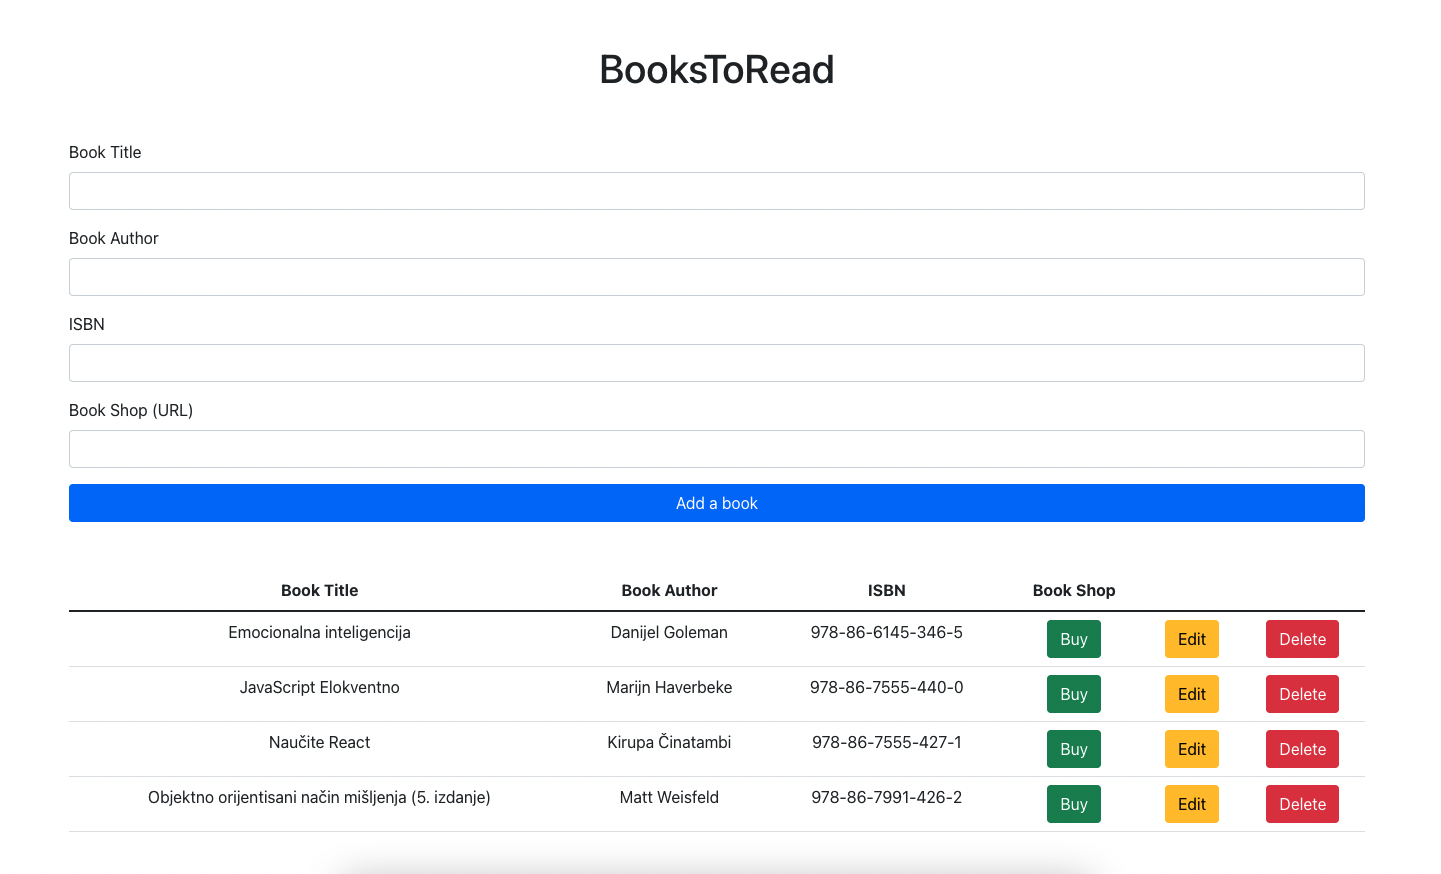 BooksToRead
Book Title
Book Author
ISBN
Book Shop (URL)
Add a book
Book Title Book Author ISBN Book Shop
Emocionalna inteligencija Danijel Goleman 978-86-6145-346-5 Buy Edit Delete
JavaScript Elokventno Marijn Haverbeke 978-86-7555-440-0 Buy Edit Delete
Naučite React Kirupa Činatambi 978-86-7555-427-1 Buy Edit Delete
Objektno orijentisani način mišljenja (5. izdanje) Matt Weisfeld 978-86-7991-426-2 Buy Edit Delete